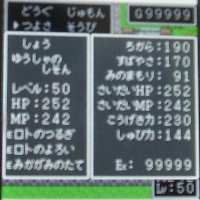 どうぐ じゅもん
▶つよさ そうび
G99999
しょう
ゆうしゃの
しそん
レベル:50
HP:252
MP:242
Eロトのつるぎ
Eロトのよろい
Eみかがみのたて
ちから:190
すばやさ:170
みのまもり: 91
さいだいHP:252
さいだいMP:242
こうげき力:230
しゅび力:144
Ex: 99999
Lv:50